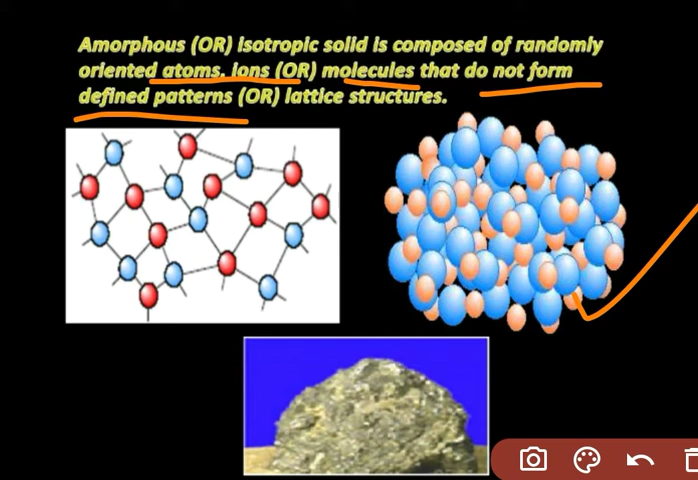 Amorphous (OR) isotropic solid is composed of randomly
oriented atoms. ions (OR) molecules that do not form
defined patterns (OR) lattice structures.